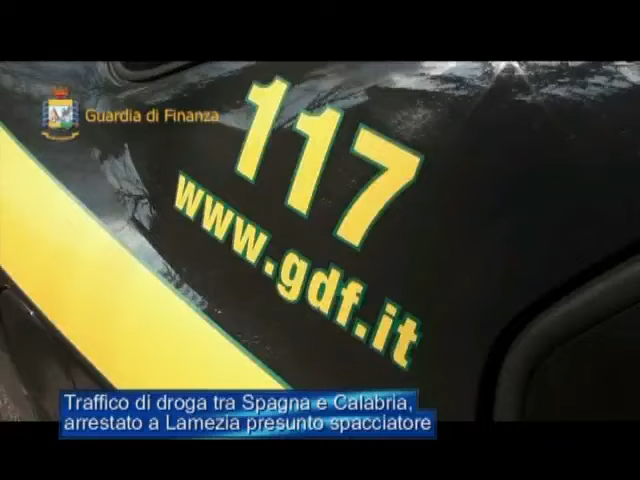 Guardia di Finanza
117
www.gdf.it
Traffico di droga tra Spagna e Calabria,
arrestato a Lamezia presunto spacciatore